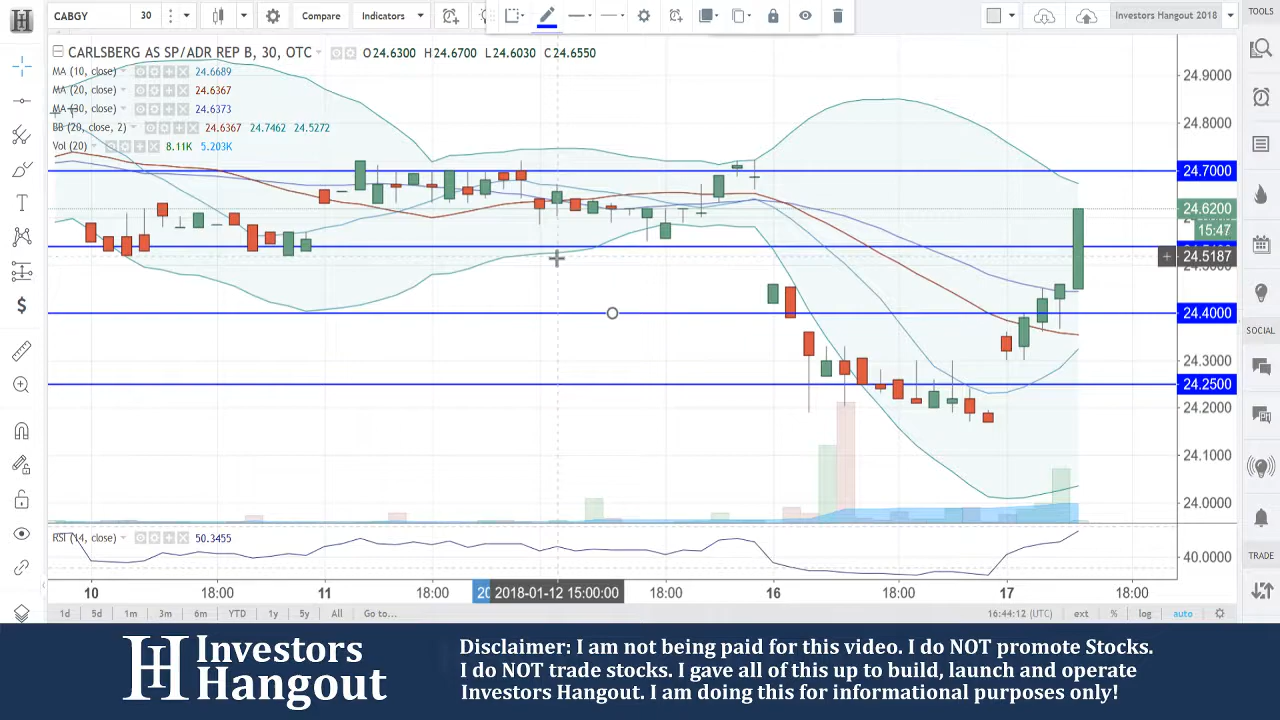 CABGY 30 Compare Indicators Investors Hangout 2018 TOOLS
CARLSBERG AS SP/ADR REP B, 30, OTC O24.6300 H24.6700 L24.6030 C24.6550
MA (10, close) 24.6689
MA (20, close) 24.6367
MA (30, close) 24.6373
BB (20, close, 2) 24.6367 24.7462 24.5272
Vol (20) 8.11K 5.203K
24.9000
24.8000
24.7000
24.6200
15:47
24.5187
24.4000
24.3000
24.2500
24.2000
24.1000
24.0000
SOCIAL
RSI (14, close) 50.3455
40.0000
TRADE
10 18:00 11 18:00 2018-01-12 15:00:00 18:00 16 18:00 17 18:00
1d 5d 1m 3m 6m YTD 1y 5y All Go to... 16:44:12 (UTC) ext % log auto
IH Investors Hangout
Disclaimer: I am not being paid for this video. I do NOT promote Stocks.
I do NOT trade stocks. I gave all of this up to build, launch and operate
Investors Hangout. I am doing this for informational purposes only!